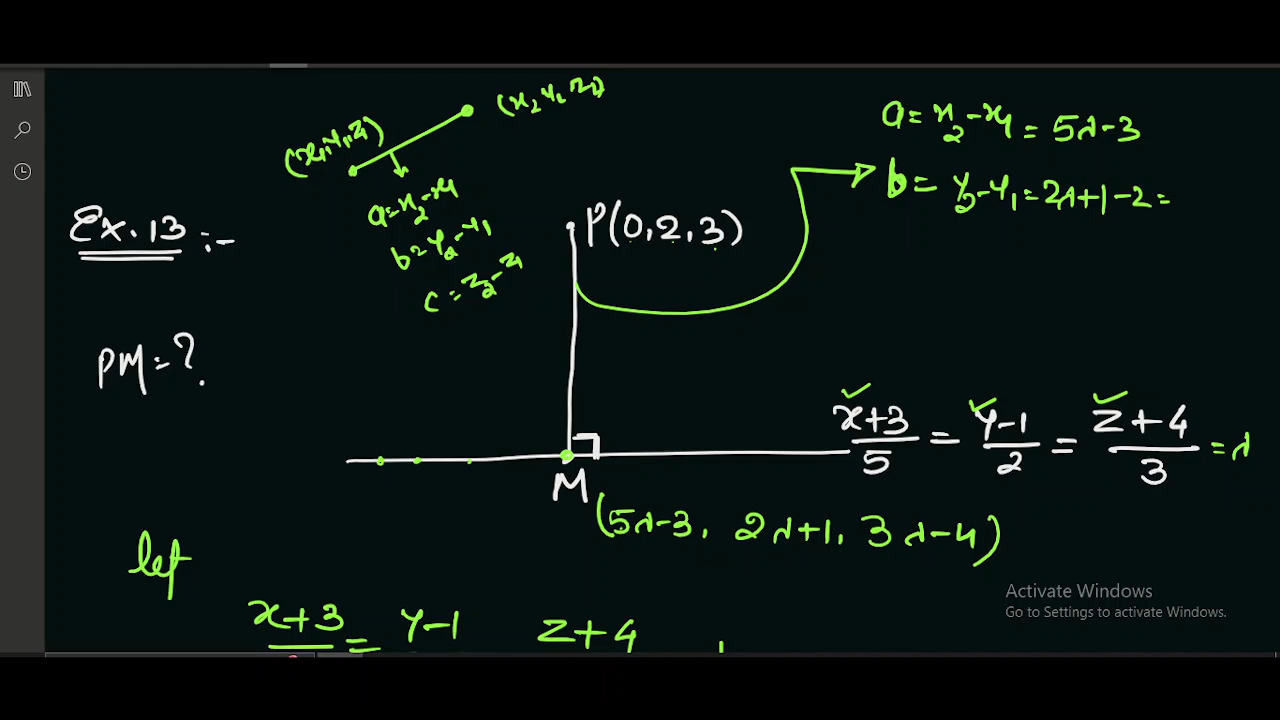 (x₁, y₁, z₁)
(x₂ y₂ z₂)
a = x₂ - x₁
b = y₂ - y₁
c = z₂ - z₁
a = x₂ - x₁ = 5λ-3
b = y₂ - y₁ = 2λ+1-2 =
Ex. 13 :-
P(0, 2, 3)
PM = ?
x+3/5 = y-1/2 = z+4/3 = λ
M
(5λ-3, 2λ+1, 3λ-4)
let
x+3 = y-1 z+4
Activate Windows
Go to Settings to activate Windows.